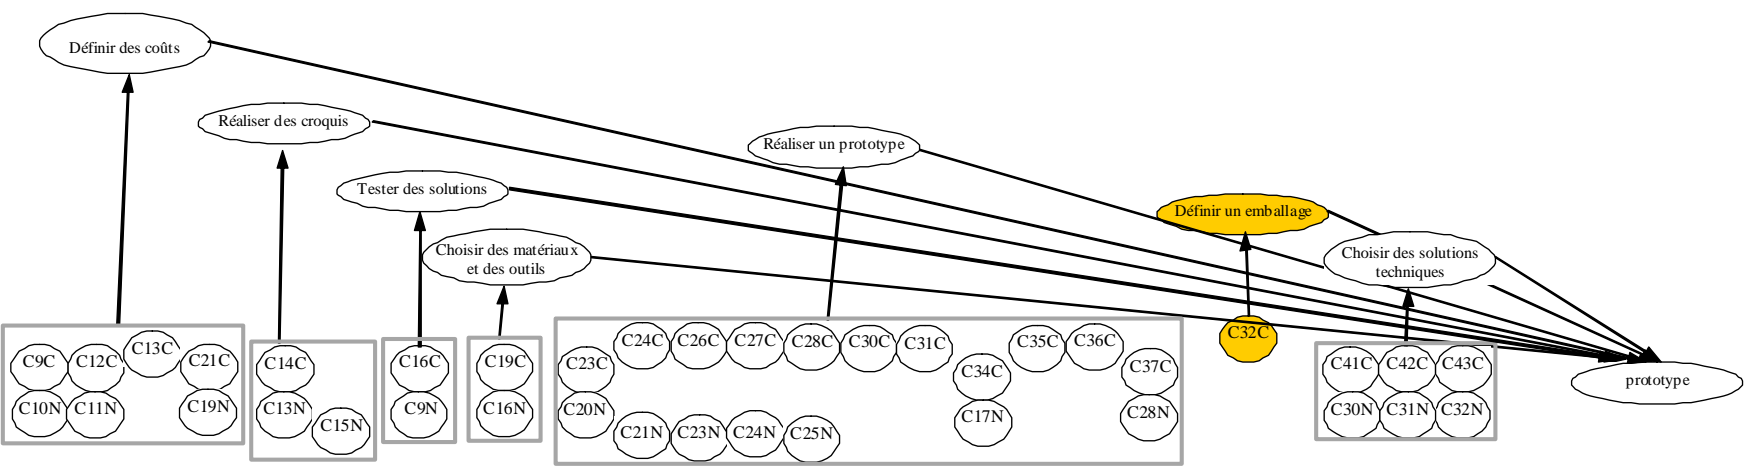 Définir des coûts
Réaliser des croquis
Réaliser un prototype
Tester des solutions
Définir un emballage
Choisir des matériaux
et des outils
Choisir des solutions
techniques
prototype
C9C C12C C13C C21C
C10N C11N C19N
C14C
C13N C15N
C16C
C9N
C19C
C16N
C23C C24C C26C C27C C28C C30C C31C C34C C35C C36C C37C
C20N C21N C23N C24N C25N C17N C28N
C32C
C41C C42C C43C
C30N C31N C32N